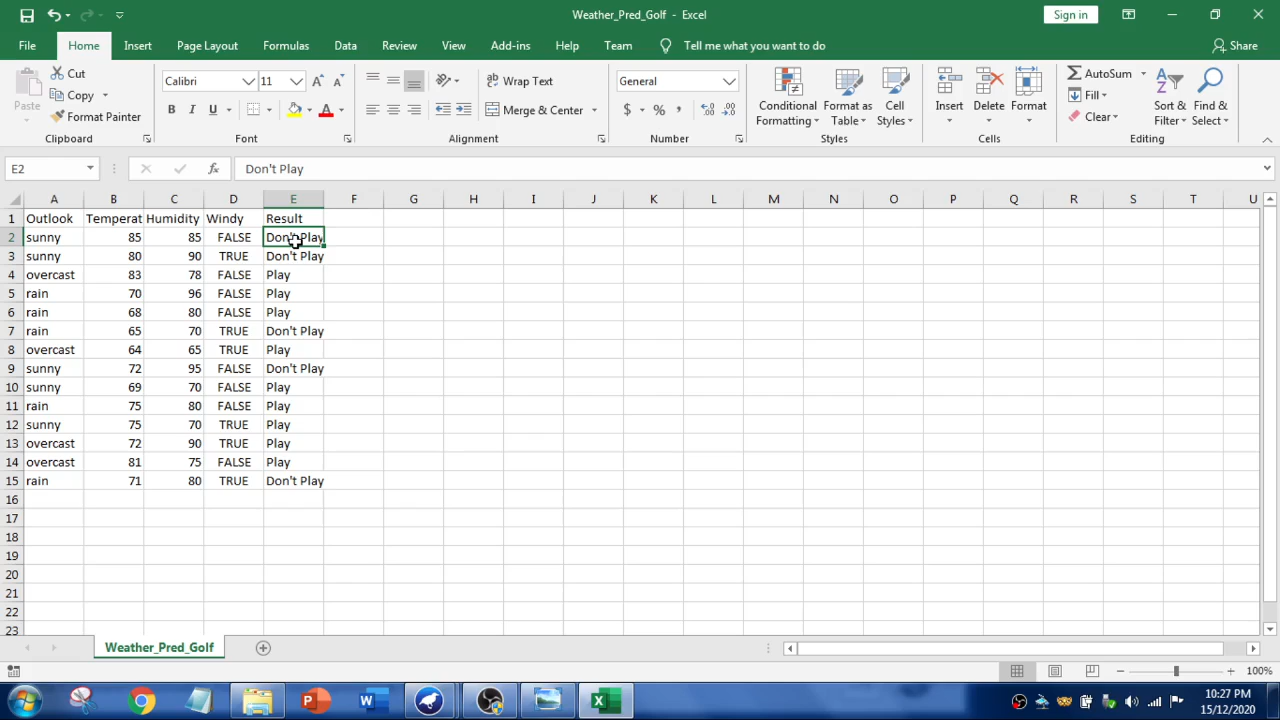 Weather_Pred_Golf - Excel
Sign in
File Home Insert Page Layout Formulas Data Review View Add-ins Help Team Tell me what you want to do Share
Paste
Cut
Copy
Format Painter
Clipboard
Calibri 11
B I U
Font
Wrap Text
Merge & Center
Alignment
General
$ % ,
Number
Conditional Formatting
Format as Table
Cell Styles
Styles
Insert Delete Format
Cells
AutoSum
Fill
Clear
Sort & Filter
Find & Select
Editing
E2 fx Don't Play
A B C D E F G H I J K L M N O P Q R S T U
1 Outlook Temperat Humidity Windy Result
2 sunny 85 85 FALSE Don't Play
3 sunny 80 90 TRUE Don't Play
4 overcast 83 78 FALSE Play
5 rain 70 96 FALSE Play
6 rain 68 80 FALSE Play
7 rain 65 70 TRUE Don't Play
8 overcast 64 65 TRUE Play
9 sunny 72 95 FALSE Don't Play
10 sunny 69 70 FALSE Play
11 rain 75 80 FALSE Play
12 sunny 75 70 TRUE Play
13 overcast 72 90 TRUE Play
14 overcast 81 75 FALSE Play
15 rain 71 80 TRUE Don't Play
16
17
18
19
20
21
22
23
Weather_Pred_Golf
100%
10:27 PM
15/12/2020